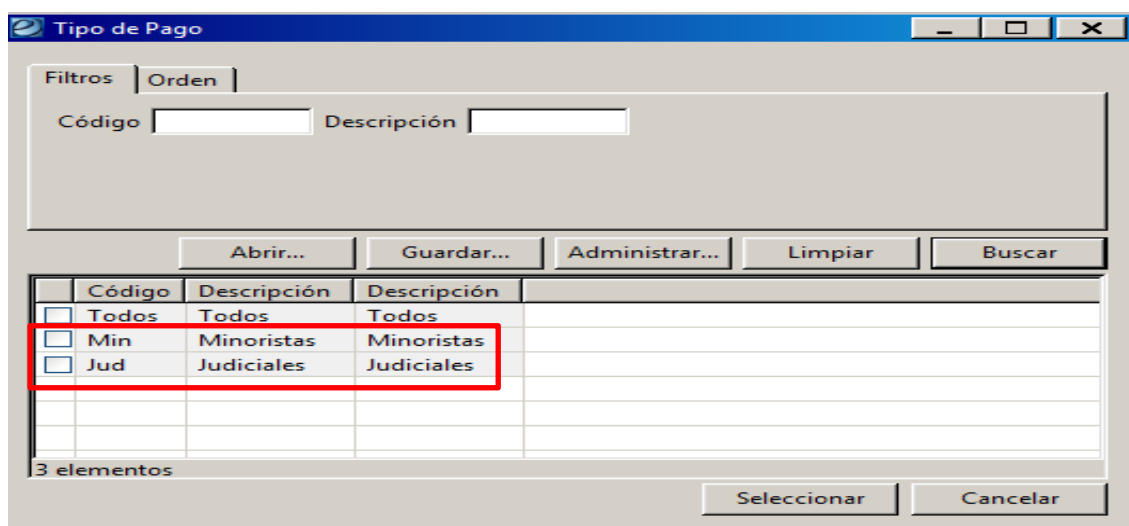 Tipo de Pago
Filtros Orden
Código Descripción
Abrir... Guardar... Administrar... Limpiar Buscar
Código Descripción Descripción
Todos Todos Todos
Min Minoristas Minoristas
Jud Judiciales Judiciales
3 elementos
Seleccionar Cancelar